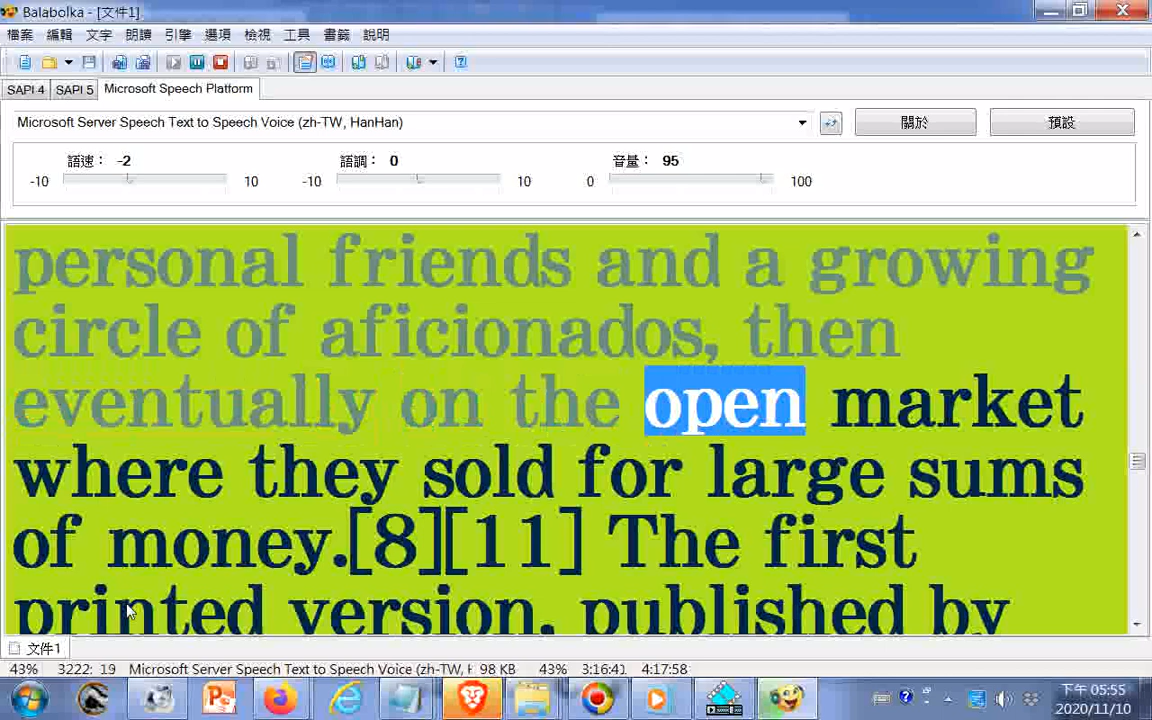 Balabolka - [文件1]
檔案 編輯 文字 朗讀 引擎 選項 檢視 工具 書籤 說明
SAPI 4 SAPI 5 Microsoft Speech Platform
Microsoft Server Speech Text to Speech Voice (zh-TW, HanHan) 關於 預設
語速： -2 語調： 0 音量： 95
-10 10 -10 10 0 100
personal friends and a growing
circle of aficionados, then
eventually on the open market
where they sold for large sums
of money.[8][11] The first
printed version, published by
文件1
43% 3222: 19 Microsoft Server Speech Text to Speech Voice (zh-TW, 98 KB 43% 3:16:41 4:17:58
下午 05:55
2020/11/10